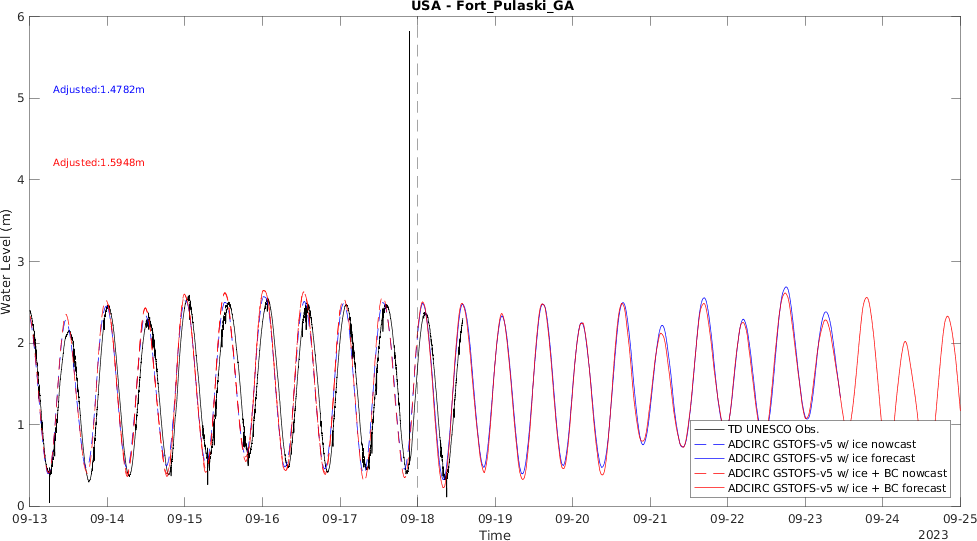 USA - Fort_Pulaski_GA
6
5
4
3
2
1
0
Water Level (m)
Adjusted:1.4782m
Adjusted:1.5948m
TD UNESCO Obs.
ADCIRC GSTOFS-v5 w/ ice nowcast
ADCIRC GSTOFS-v5 w/ ice forecast
ADCIRC GSTOFS-v5 w/ ice + BC nowcast
ADCIRC GSTOFS-v5 w/ ice + BC forecast
09-13 09-14 09-15 09-16 09-17 09-18 09-19 09-20 09-21 09-22 09-23 09-24 09-25
Time
2023